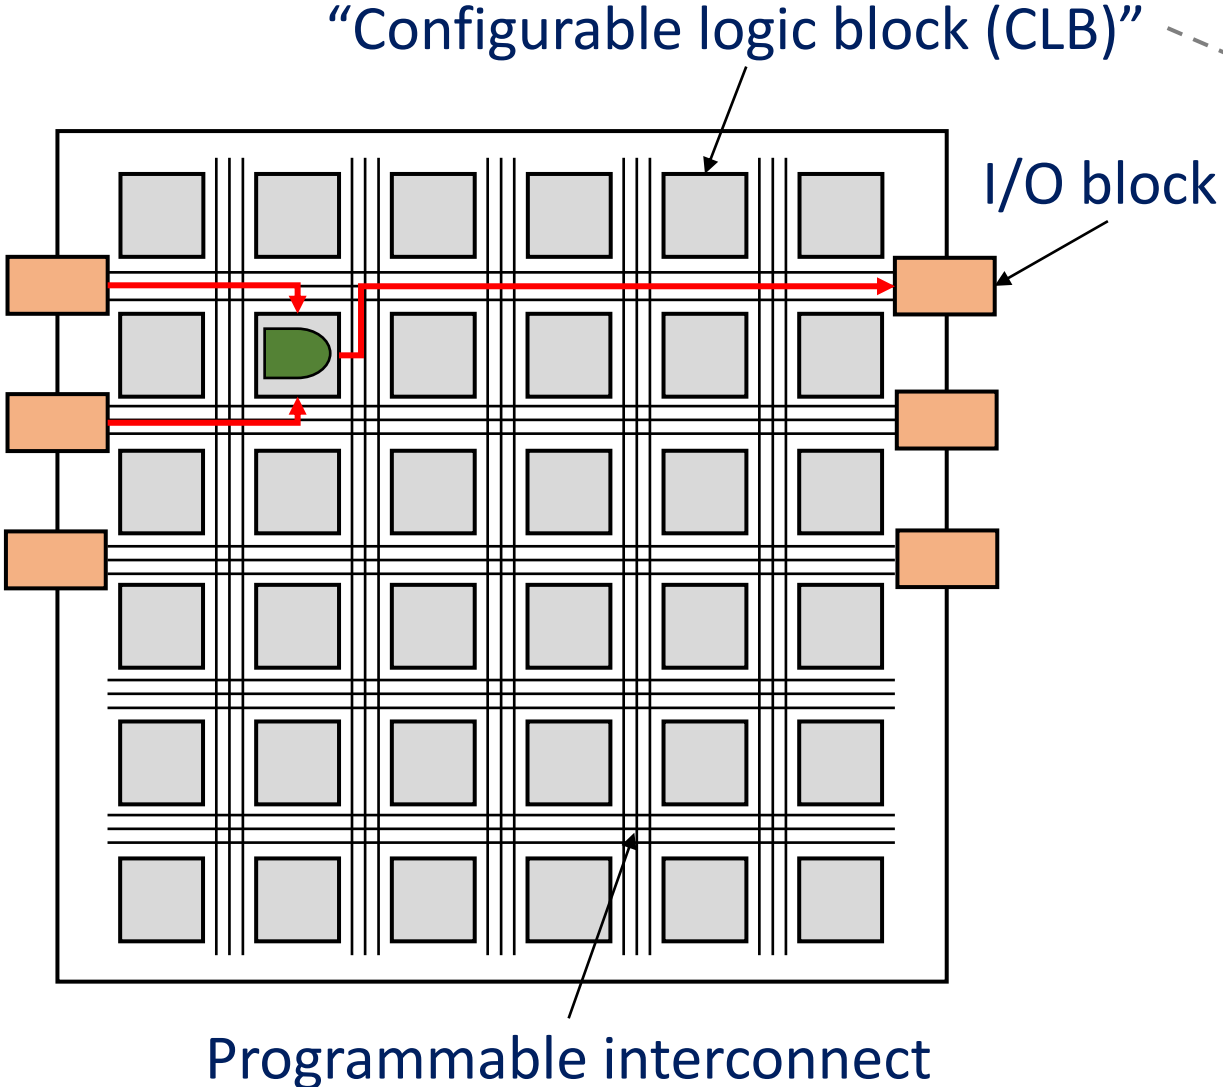 “Configurable logic block (CLB)”
I/O block
Programmable interconnect